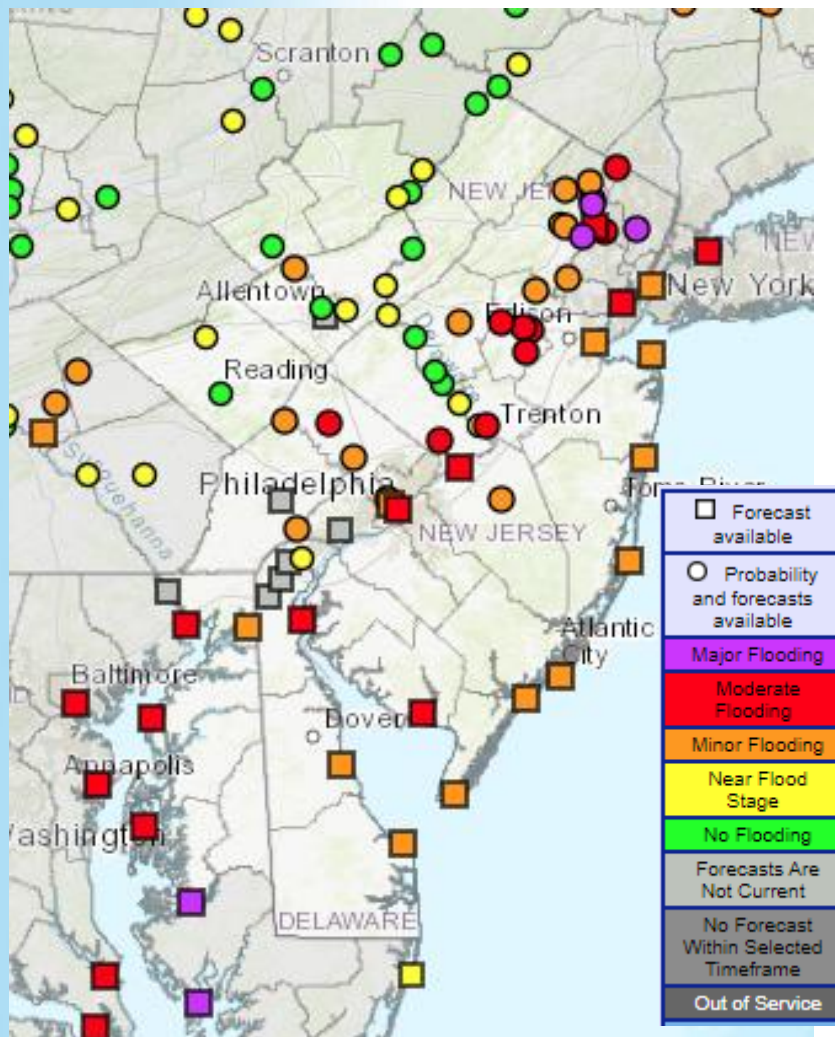 Scranton
NEW JE
Allentown
New York
Edison
Reading
Trenton
Susquehanna
Philadelphia
Toms River
NEW JERSEY
Atlantic
City
Baltimore
Dover
Annapolis
Washington
DELAWARE
Forecast
available
Probability
and forecasts
available
Major Flooding
Moderate
Flooding
Minor Flooding
Near Flood
Stage
No Flooding
Forecasts Are
Not Current
No Forecast
Within Selected
Timeframe
Out of Service